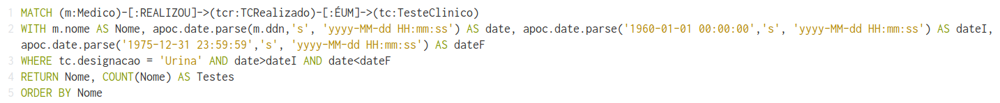 1 MATCH (m:Medico)-[:REALIZOU]->(tcr:TCRealizado)-[:ÉUM]->(tc:TesteClinico)
2 WITH m.nome AS Nome, apoc.date.parse(m.ddn,'s', 'yyyy-MM-dd HH:mm:ss') AS date, apoc.date.parse('1960-01-01 00:00:00','s', 'yyyy-MM-dd HH:mm:ss') AS dateI,
apoc.date.parse('1975-12-31 23:59:59','s', 'yyyy-MM-dd HH:mm:ss') AS dateF
3 WHERE tc.designacao = 'Urina' AND date>dateI AND date<dateF
4 RETURN Nome, COUNT(Nome) AS Testes
5 ORDER BY Nome